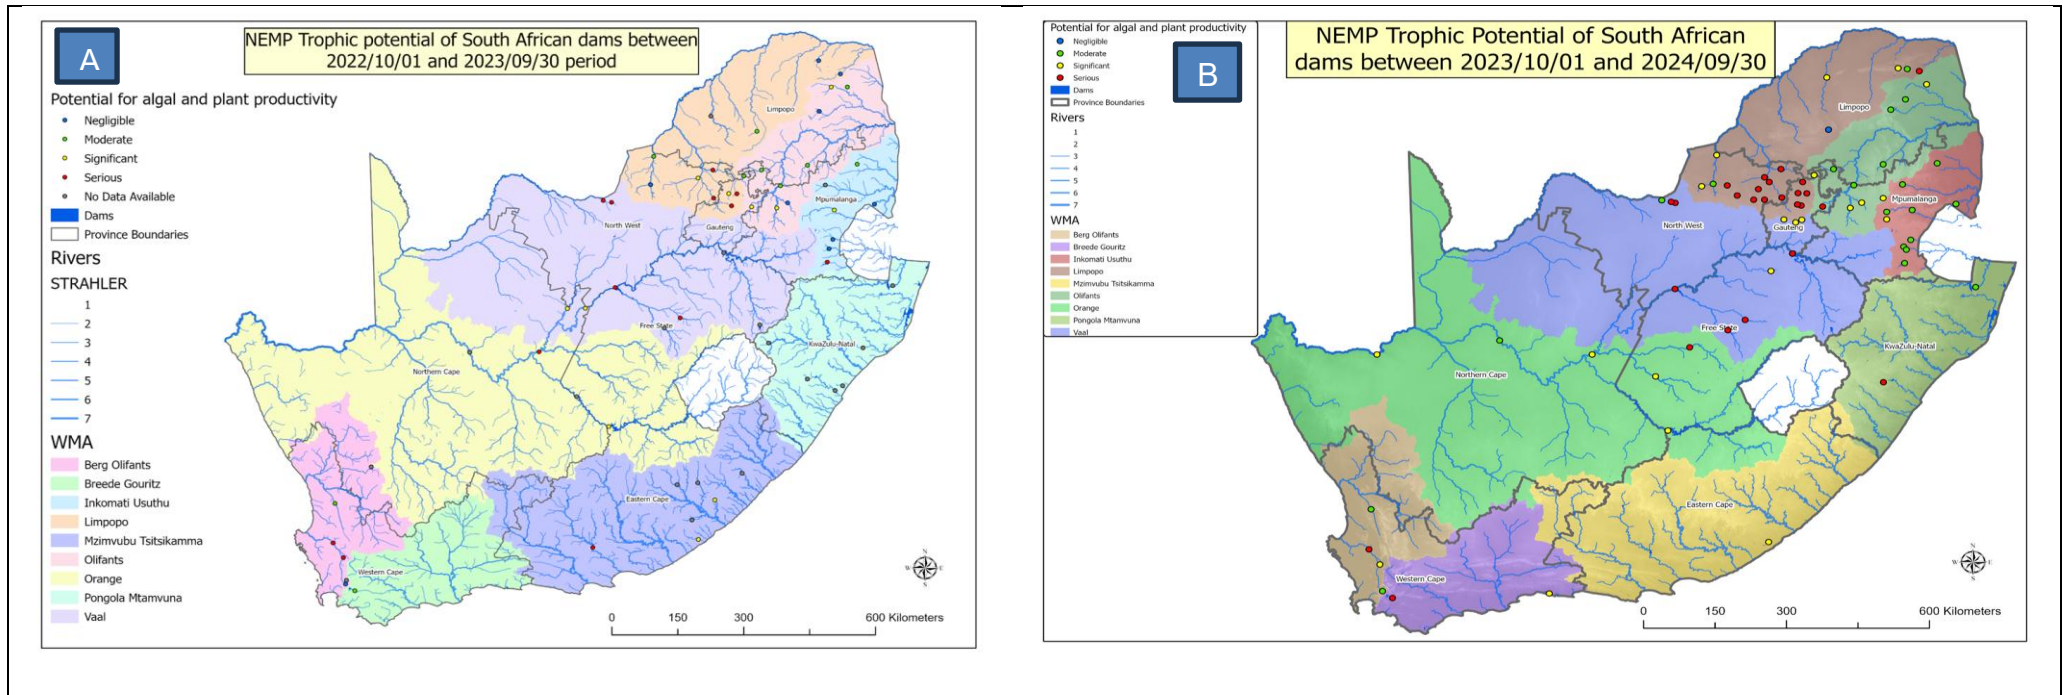 A
NEMP Trophic potential of South African dams between
2022/10/01 and 2023/09/30 period
Potential for algal and plant productivity
Negligible
Moderate
Significant
Serious
No Data Available
Dams
Province Boundaries
Rivers
STRAHLER
1
2
3
4
5
6
7
WMA
Berg Olifants
Breede Gouritz
Inkomati Usuthu
Limpopo
Mzimvubu Tsitsikamma
Olifants
Orange
Pongola Mtamvuna
Vaal
Limpopo
Mpumalanga
North West
Gauteng
Free State
KwaZulu-Natal
Northern Cape
Eastern Cape
Western Cape
N
W E
S
0 150 300 600 Kilometers
B
NEMP Trophic Potential of South African
dams between 2023/10/01 and 2024/09/30
Potential for algal and plant productivity
Negligible
Moderate
Significant
Serious
Dams
Province Boundaries
Rivers
1
2
3
4
5
6
7
WMA
Berg Olifants
Breede Gouritz
Inkomati Usuthu
Limpopo
Mzimvubu Tsitsikamma
Olifants
Orange
Pongola Mtamvuna
Vaal
Limpopo
Mpumalanga
North West
Gauteng
Free State
KwaZulu-Natal
Northern Cape
Eastern Cape
Western Cape
N
W E
S
0 150 300 600 Kilometers